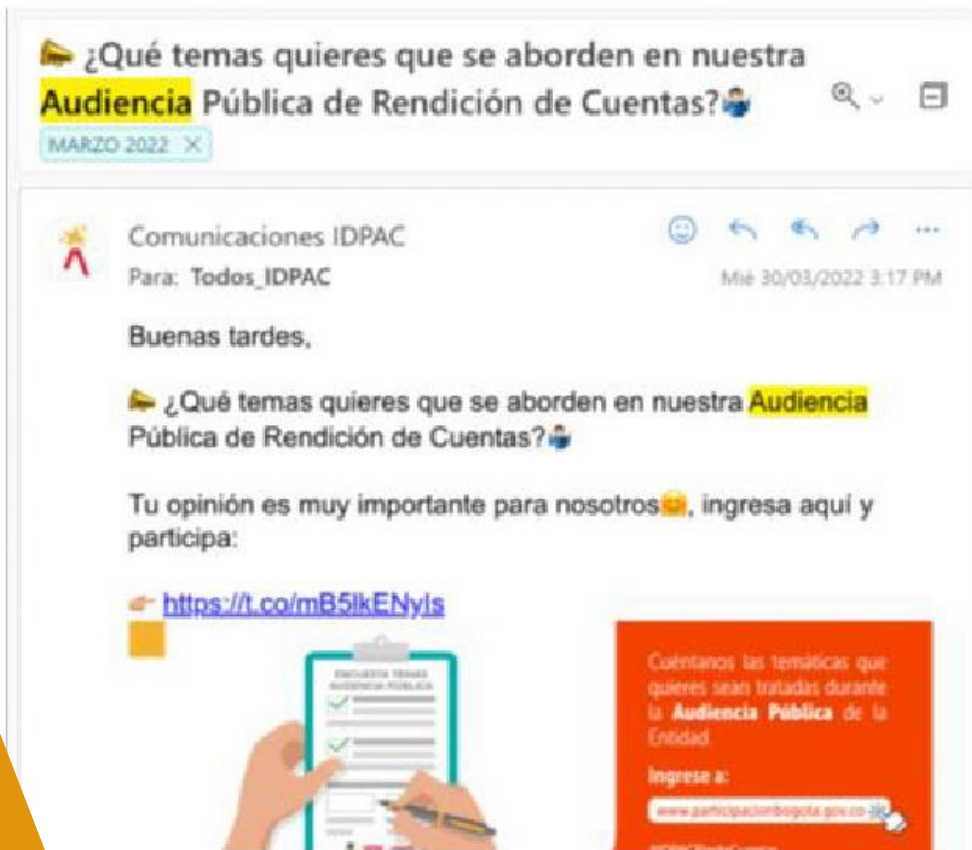 ¿Qué temas quieres que se aborden en nuestra
Audiencia Pública de Rendición de Cuentas?
MARZO 2022
Comunicaciones IDPAC
Para: Todos_IDPAC
Mié 30/03/2022 3:17 PM
Buenas tardes,
¿Qué temas quieres que se aborden en nuestra Audiencia
Pública de Rendición de Cuentas?
Tu opinión es muy importante para nosotros, ingresa aquí y
participa:
https://t.co/mB5lkENyIs
ENCUESTA TEMAS
AUDIENCIA PÚBLICA
Cuéntanos las temáticas que
quieres sean tratadas durante
la Audiencia Pública de la
Entidad.
Ingrese a:
www.participacionbogota.gov.co